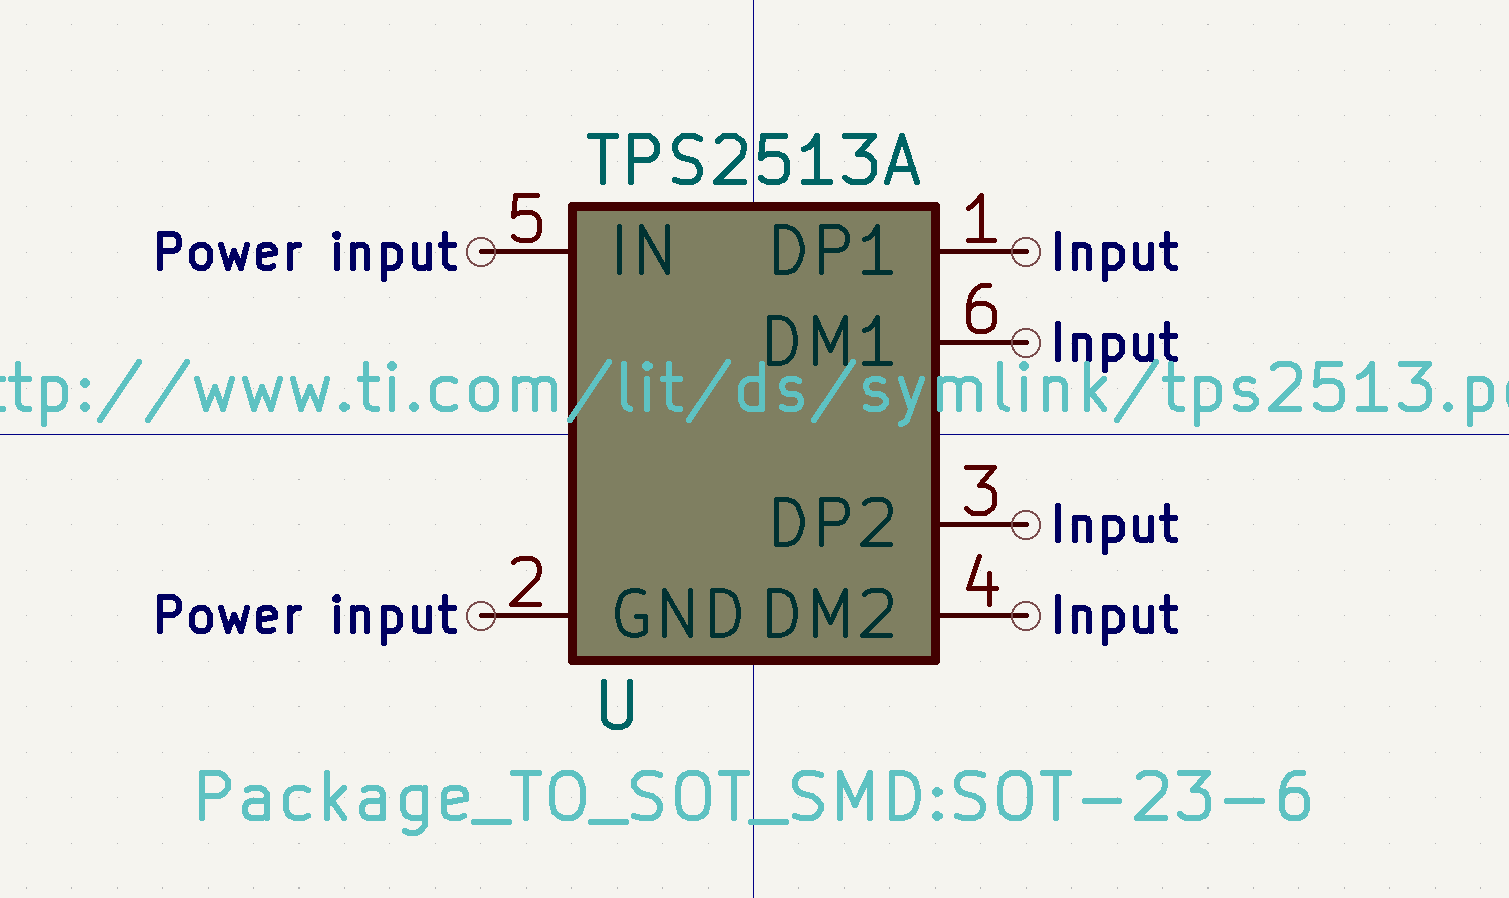 TPS2513A
Power input 5 IN DP1 1 Input
DM1 6 Input
ttp://www.ti.com/lit/ds/symlink/tps2513.p
DP2 3 Input
Power input 2 GND DM2 4 Input
U
Package_TO_SOT_SMD:SOT-23-6